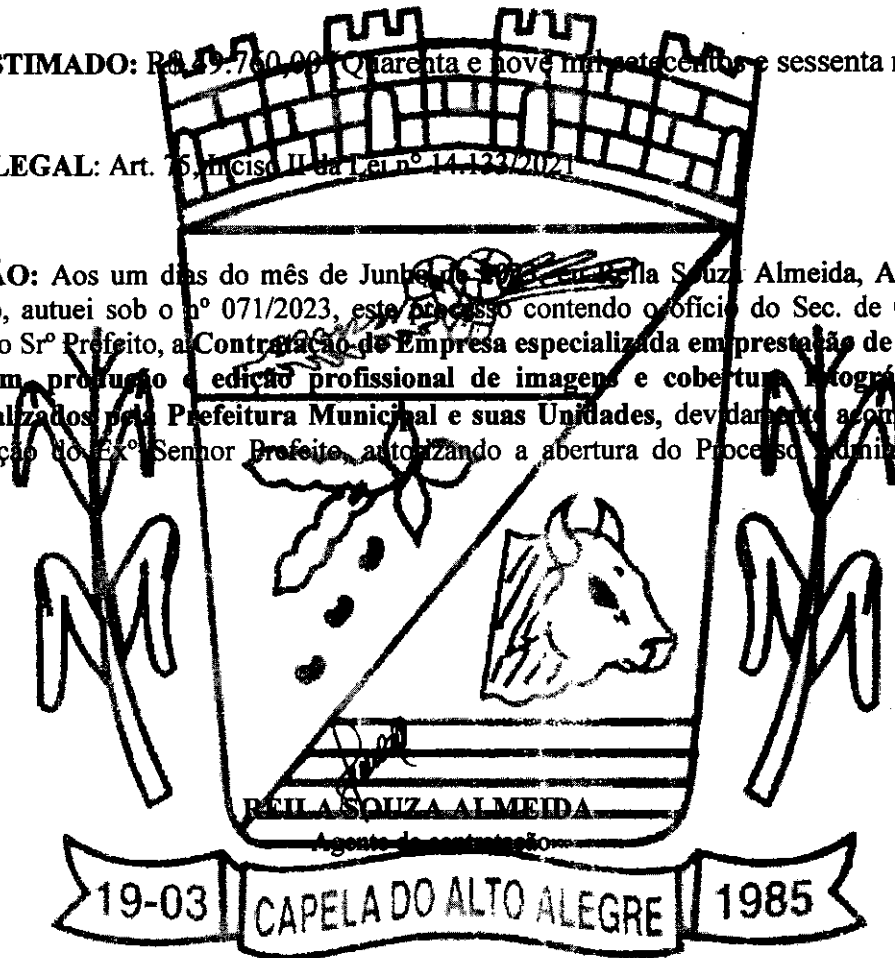 STIMADO: R$ 49.760,00 (Quarenta e nove mil setecentos e sessenta
LEGAL: Art. 75, Inciso II da Lei nº 14.133/2021
ÃO: Aos um dias do mês de Junho de 2023, eu Reila Souza Almeida, A
, autuei sob o nº 071/2023, este processo contendo o ofício do Sec. de
o Srº Prefeito, a Contratação de Empresa especializada em prestação de
m, produção e edição profissional de imagens e cobertura fotográ
alizados pela Prefeitura Municipal e suas Unidades, devidamente acom
ção do Exº Senhor Prefeito, autorizando a abertura do Processo Admin
REILA SOUZA ALMEIDA
Agente de contratação
19-03 CAPELA DO ALTO ALEGRE 1985